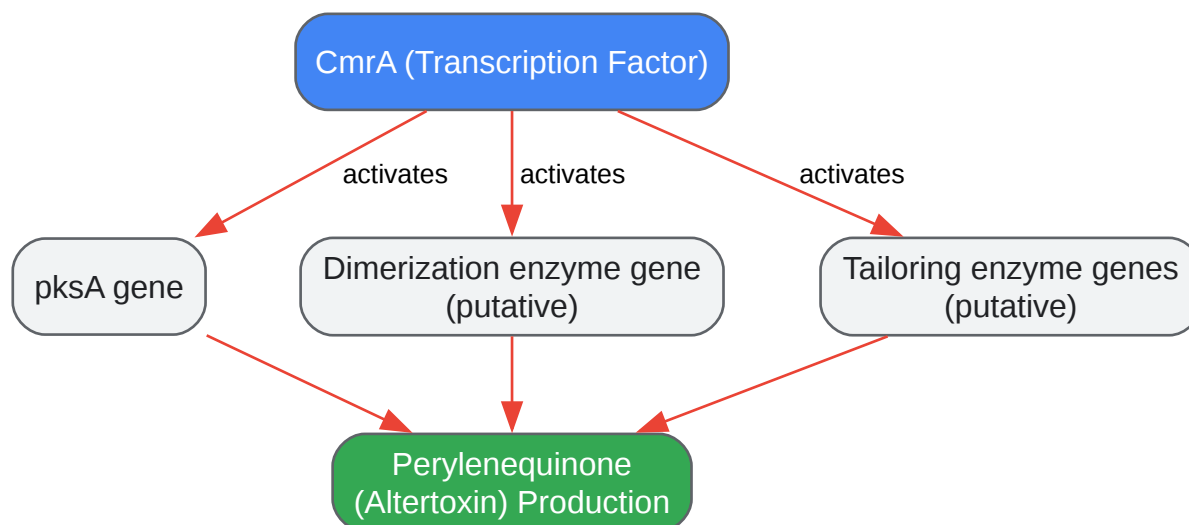 CmrA (Transcription Factor)
activates
activates
activates
pksA gene
Dimerization enzyme gene
(putative)
Tailoring enzyme genes
(putative)
Perylenequinone
(Altertoxin) Production